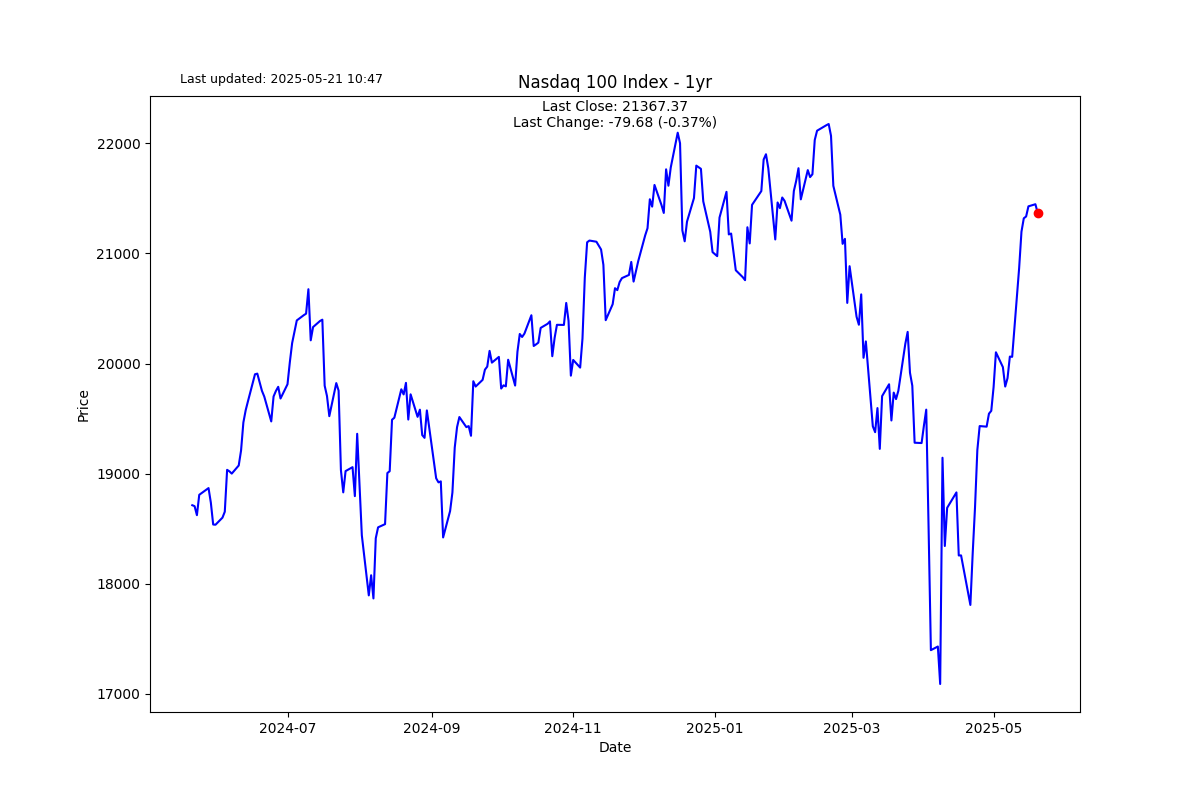 Last updated: 2025-05-21 10:47
Nasdaq 100 Index - 1yr
Last Close: 21367.37
Last Change: -79.68 (-0.37%)
22000
21000
20000
19000
18000
17000
Price
2024-07
2024-09
2024-11
2025-01
2025-03
2025-05
Date